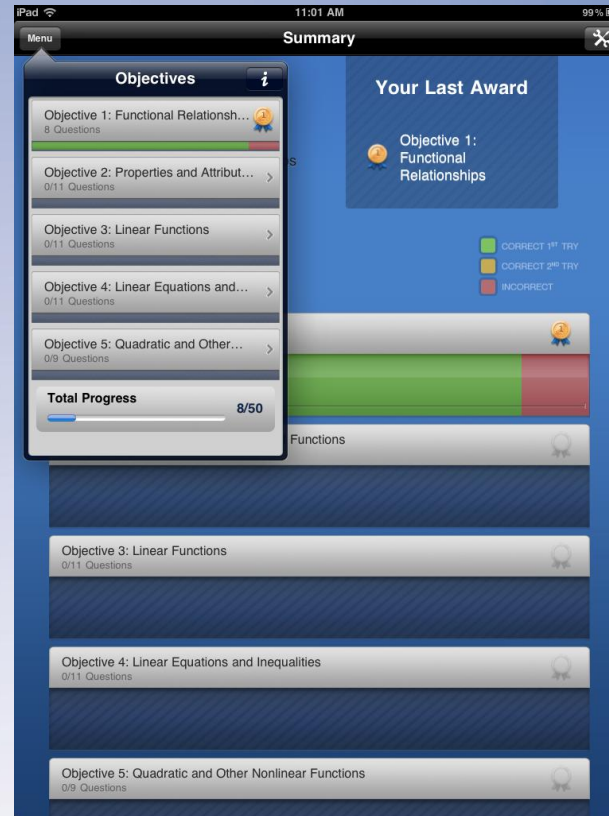 iPad
11:01 AM
99%
Menu
Summary
Objectives
i
Objective 1: Functional Relationsh...
8 Questions
Objective 2: Properties and Attribut...
0/11 Questions
Objective 3: Linear Functions
0/11 Questions
Objective 4: Linear Equations and...
0/11 Questions
Objective 5: Quadratic and Other...
0/9 Questions
Total Progress
8/50
s
Your Last Award
Objective 1:
Functional
Relationships
CORRECT 1ST TRY
CORRECT 2ND TRY
INCORRECT
Functions
Objective 3: Linear Functions
0/11 Questions
Objective 4: Linear Equations and Inequalities
0/11 Questions
Objective 5: Quadratic and Other Nonlinear Functions
0/9 Questions